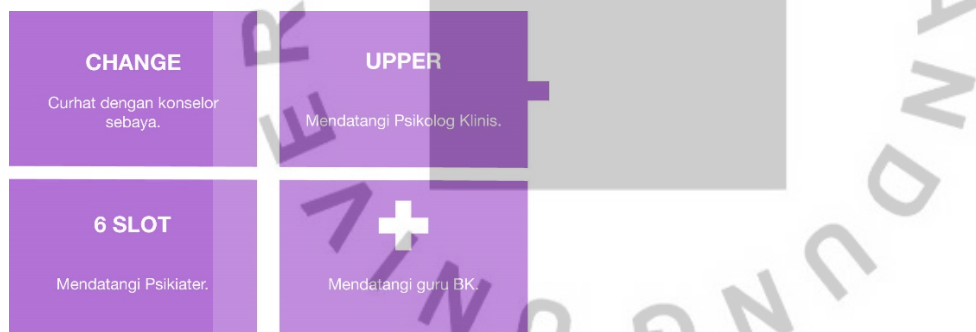 CHANGE
Curhat dengan konselor
sebaya.
UPPER
Mendatangi Psikolog Klinis.
6 SLOT
Mendatangi Psikiater.
Mendatangi guru BK.